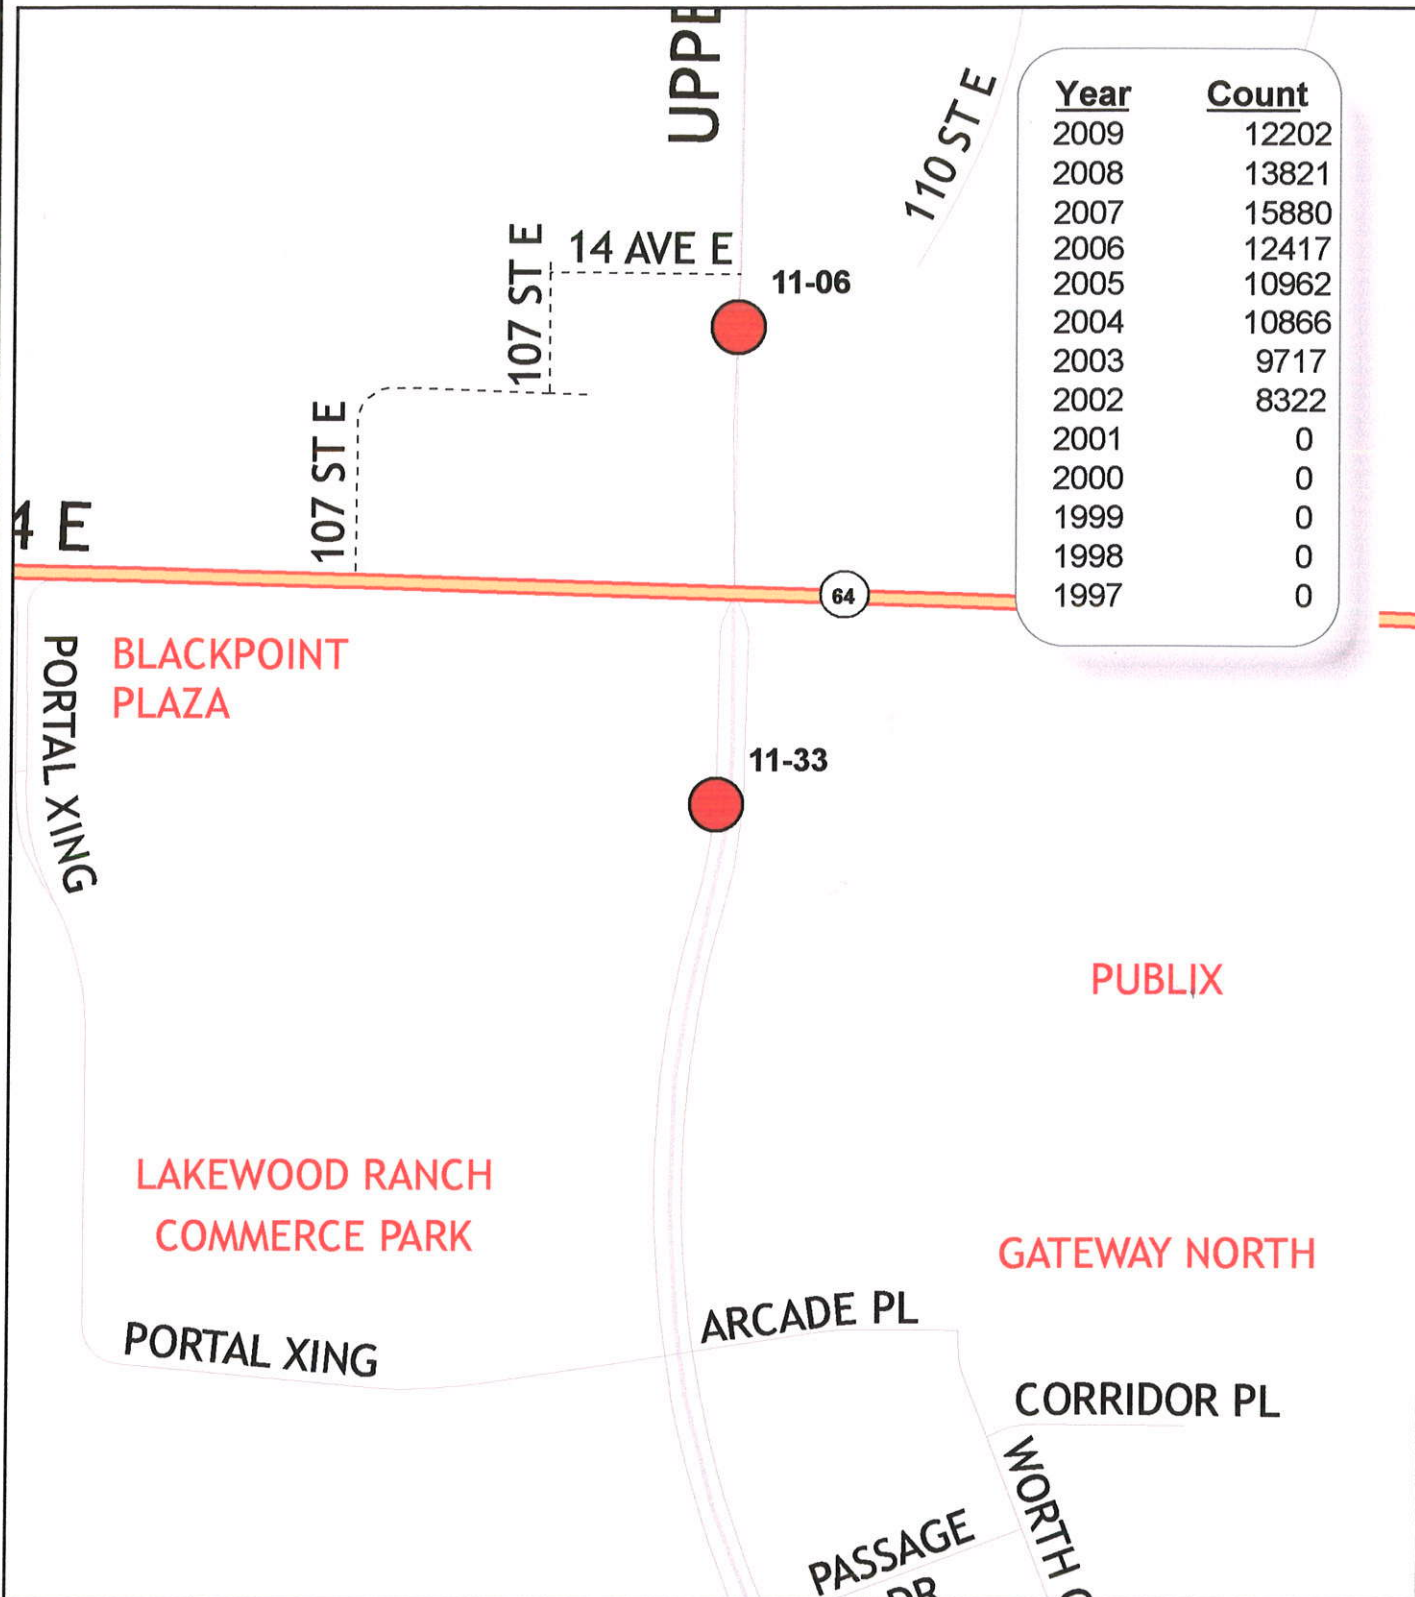 UPPE
110 ST E
Year Count
2009 12202
2008 13821
2007 15880
2006 12417
2005 10962
2004 10866
2003 9717
2002 8322
2001 0
2000 0
1999 0
1998 0
1997 0
14 AVE E
107 ST E
11-06
107 ST E
4 E
64
PORTAL XING
BLACKPOINT
PLAZA
11-33
PUBLIX
LAKEWOOD RANCH
COMMERCE PARK
GATEWAY NORTH
ARCADE PL
PORTAL XING
CORRIDOR PL
WORTH
PASSAGE
DR